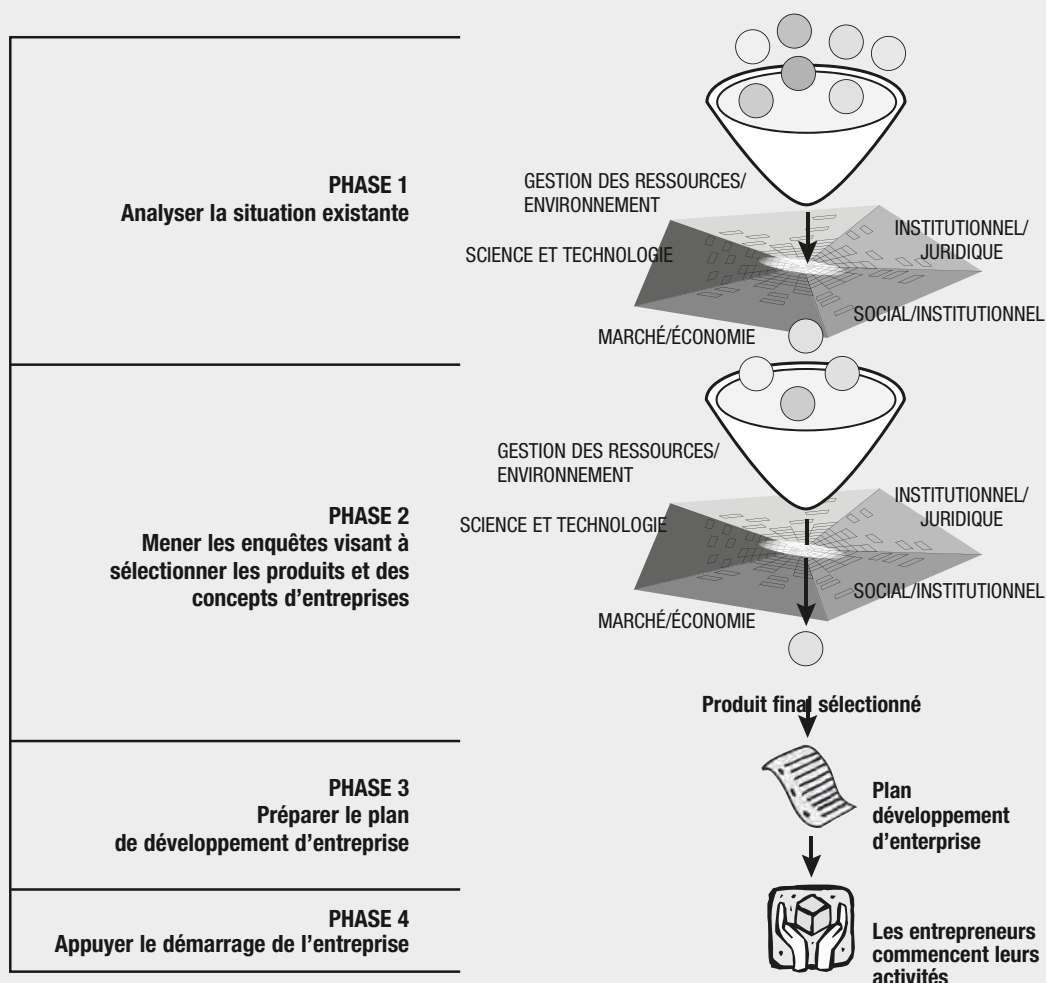 PHASE 1
Analyser la situation existante
GESTION DES RESSOURCES/
ENVIRONNEMENT
INSTITUTIONNEL/
JURIDIQUE
SCIENCE ET TECHNOLOGIE
SOCIAL/INSTITUTIONNEL
MARCHÉ/ÉCONOMIE
PHASE 2
Mener les enquêtes visant à
sélectionner les produits et des
concepts d'entreprises
GESTION DES RESSOURCES/
ENVIRONNEMENT
INSTITUTIONNEL/
JURIDIQUE
SCIENCE ET TECHNOLOGIE
SOCIAL/INSTITUTIONNEL
MARCHÉ/ÉCONOMIE
Produit final sélectionné
PHASE 3
Préparer le plan
de développement d'entreprise
Plan
développement
d'enterprise
PHASE 4
Appuyer le démarrage de l'entreprise
Les entrepreneurs
commencent leurs
activités